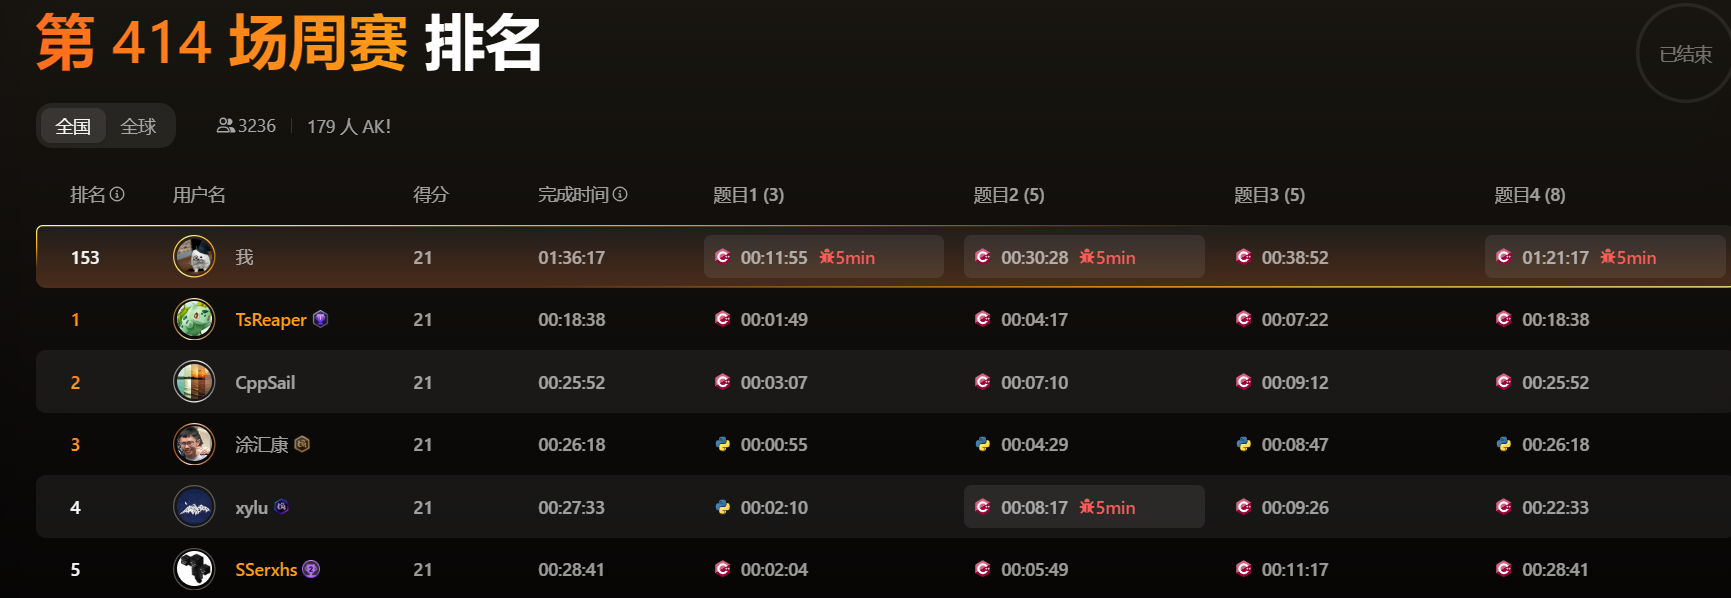 第 414 场周赛 排名
已结束
全国 全球 3236 179 人 AK!
排名 用户名 得分 完成时间 题目1 (3) 题目2 (5) 题目3 (5) 题目4 (8)
153 我 21 01:36:17 00:11:55 5min 00:30:28 5min 00:38:52 01:21:17 5min
1 TsReaper 21 00:18:38 00:01:49 00:04:17 00:07:22 00:18:38
2 CppSail 21 00:25:52 00:03:07 00:07:10 00:09:12 00:25:52
3 涂汇康 21 00:26:18 00:00:55 00:04:29 00:08:47 00:26:18
4 xylu 21 00:27:33 00:02:10 00:08:17 5min 00:09:26 00:22:33
5 SSerxhs 21 00:28:41 00:02:04 00:05:49 00:11:17 00:28:41